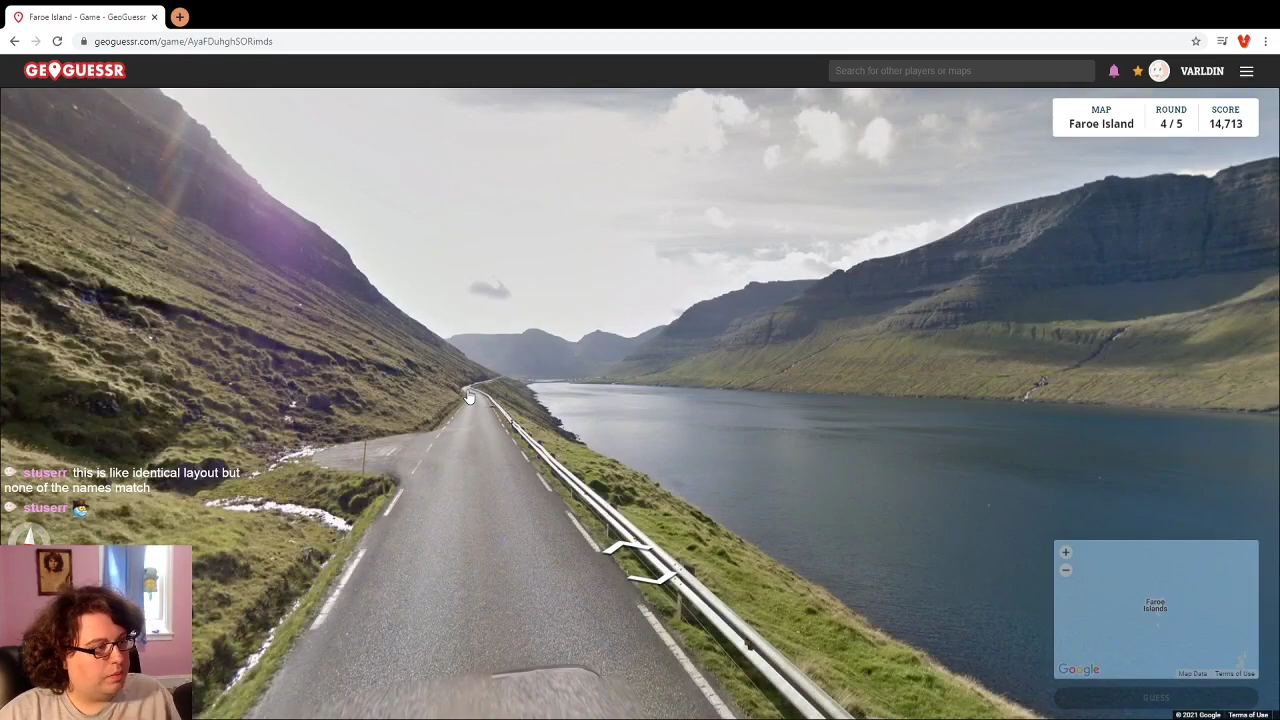 Faroe Island - Game - GeoGuessr
geoguessr.com/game/AyaFDuhghSORimds
GEOGUESSR
Search for other players or maps
VARLDIN
MAP
Faroe Island
ROUND
4 / 5
SCORE
14,713
stuserr this is like identical layout but
none of the names match
stuserr
Faroe
Islands
Google
Map Data
Terms of Use
GUESS
© 2021 Google
Terms of Use